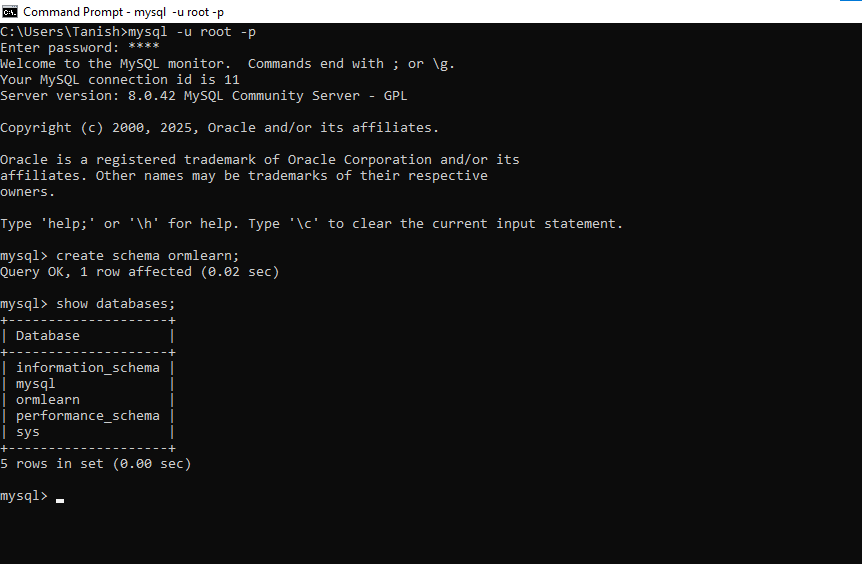 Command Prompt - mysql -u root -p
C:\Users\Tanish>mysql -u root -p
Enter password: ****
Welcome to the MySQL monitor.  Commands end with ; or \g.
Your MySQL connection id is 11
Server version: 8.0.42 MySQL Community Server - GPL

Copyright (c) 2000, 2025, Oracle and/or its affiliates.

Oracle is a registered trademark of Oracle Corporation and/or its
affiliates. Other names may be trademarks of their respective
owners.

Type 'help;' or '\h' for help. Type '\c' to clear the current input statement.

mysql> create schema ormlearn;
Query OK, 1 row affected (0.02 sec)

mysql> show databases;
+--------------------+
| Database           |
+--------------------+
| information_schema |
| mysql              |
| ormlearn           |
| performance_schema |
| sys                |
+--------------------+
5 rows in set (0.00 sec)

mysql> _